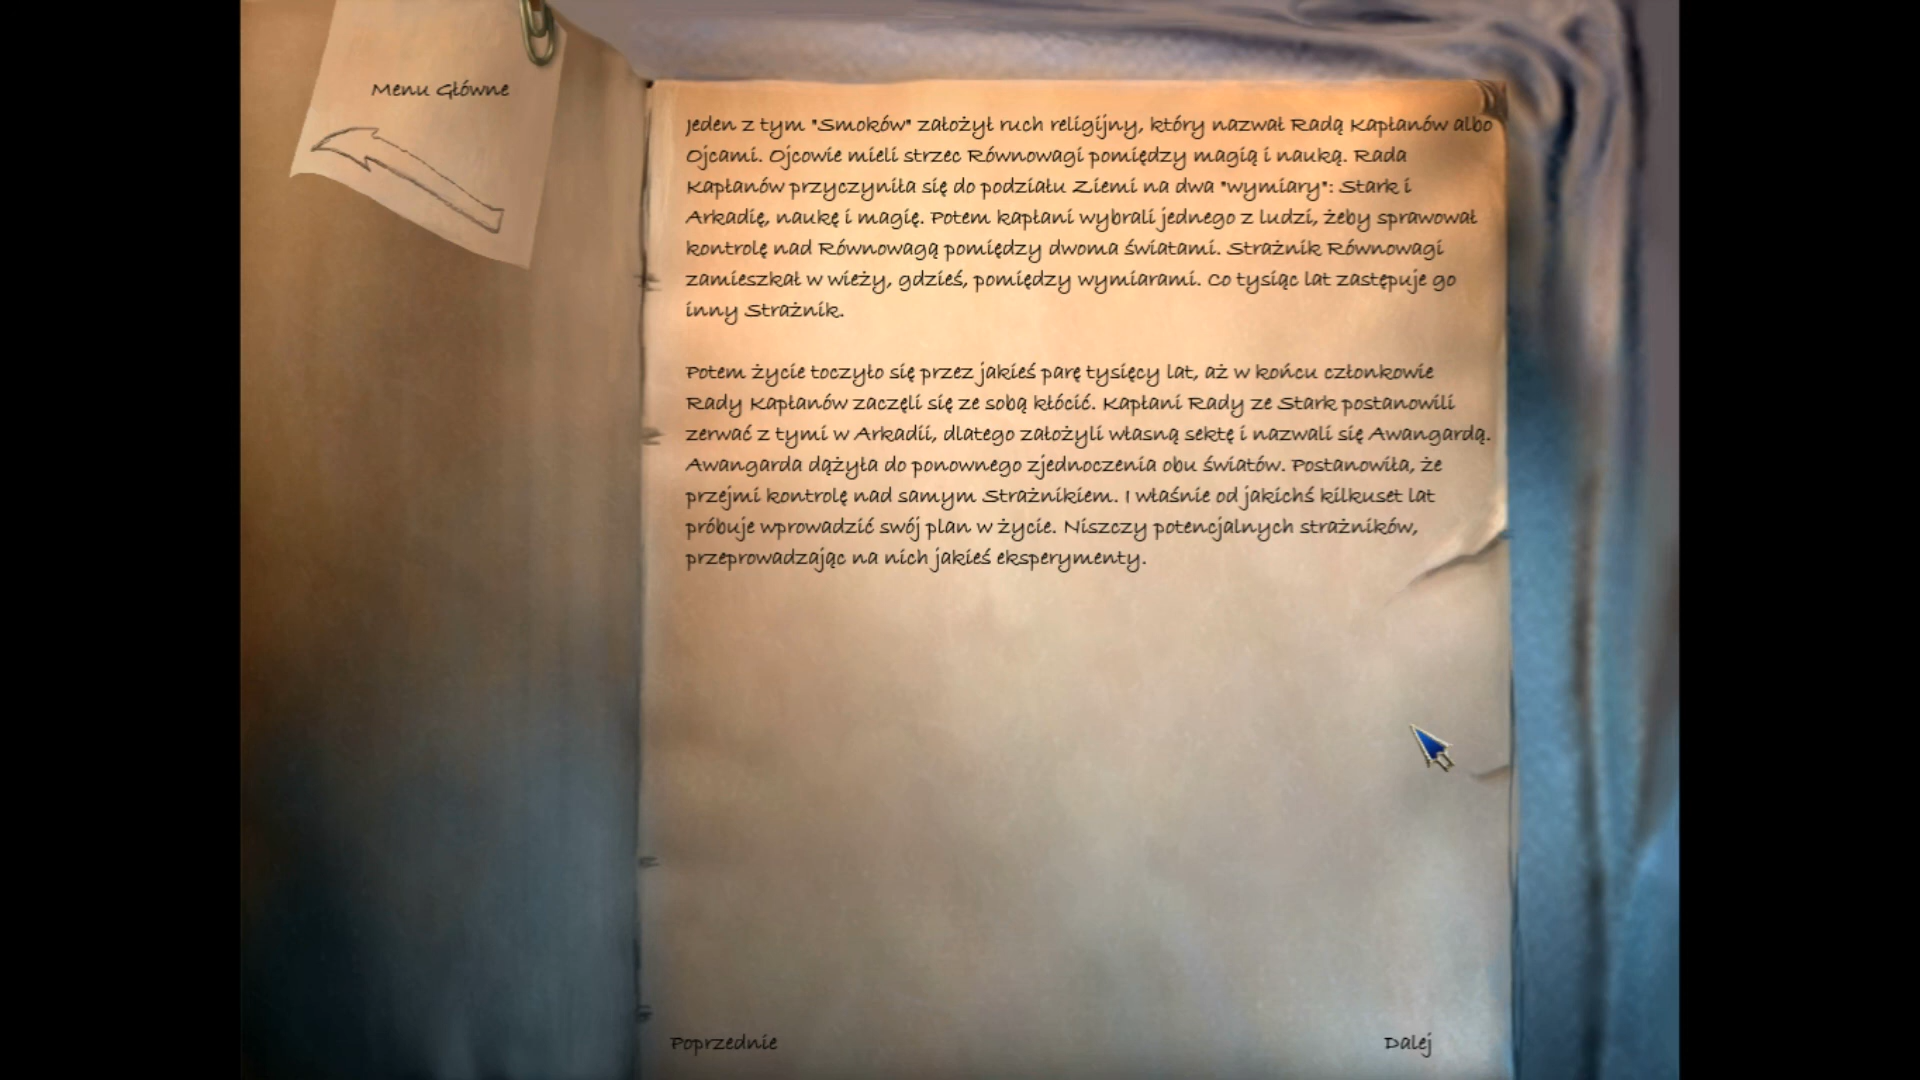 Menu Główne
Jeden z tym "Smoków" założył ruch religijny, który nazwał Radą Kapłanów albo
Ojcami. Ojcowie mieli strzec Równowagi pomiędzy magią i nauką. Rada
Kapłanów przyczyniła się do podziału Ziemi na dwa "wymiary": Stark i
Arkadię, naukę i magię. Potem kapłani wybrali jednego z ludzi, żeby sprawował
kontrolę nad Równowagą pomiędzy dwoma światami. Strażnik Równowagi
zamieszkał w wieży, gdzieś, pomiędzy wymiarami. Co tysiąc lat zastępuje go
inny Strażnik.
Potem życie toczyło się przez jakieś parę tysięcy lat, aż w końcu członkowie
Rady Kapłanów zaczęli się ze sobą kłócić. Kapłani Rady ze Stark postanowili
zerwać z tymi w Arkadii, dlatego założyli własną sektę i nazwali się Awangardą.
Awangarda dążyła do ponownego zjednoczenia obu światów. Postanowiła, że
przejmi kontrolę nad samym Strażnikiem. I właśnie od jakichś kilkuset lat
próbuje wprowadzić swój plan w życie. Niszczy potencjalnych strażników,
przeprowadzając na nich jakieś eksperymenty.
Poprzednie
Dalej